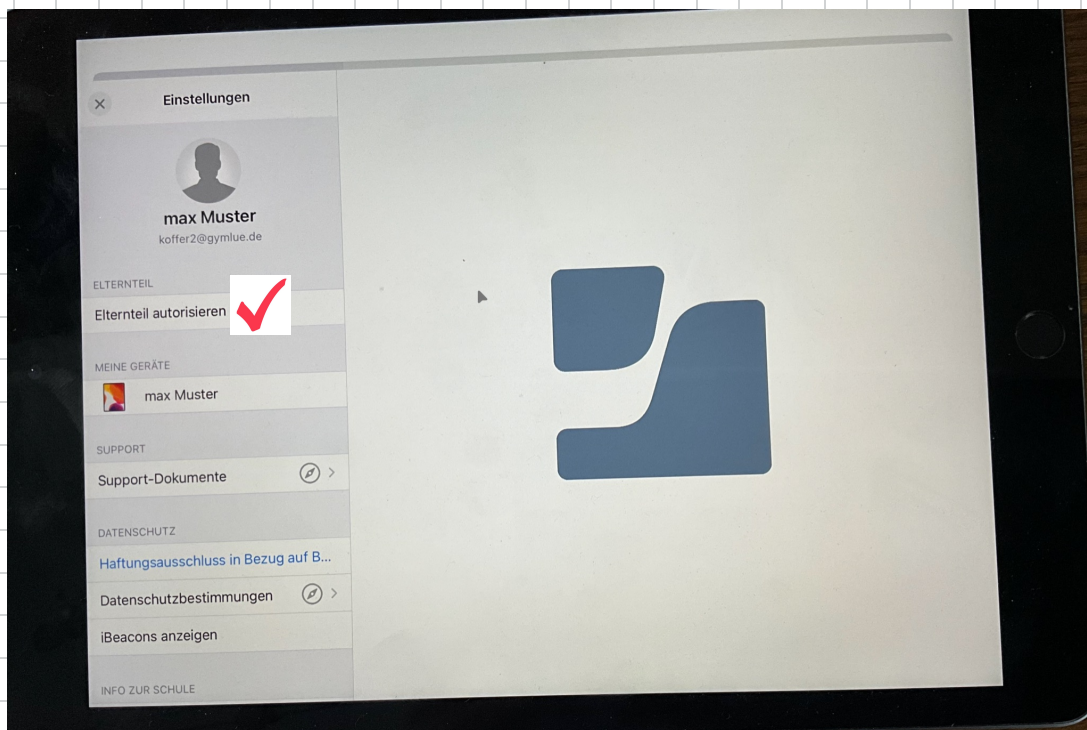 Einstellungen
max Muster
koffer2@gymlue.de
ELTERNTEIL
Elternteil autorisieren
MEINE GERÄTE
max Muster
SUPPORT
Support-Dokumente
DATENSCHUTZ
Haftungsausschluss in Bezug auf B...
Datenschutzbestimmungen
iBeacons anzeigen
INFO ZUR SCHULE